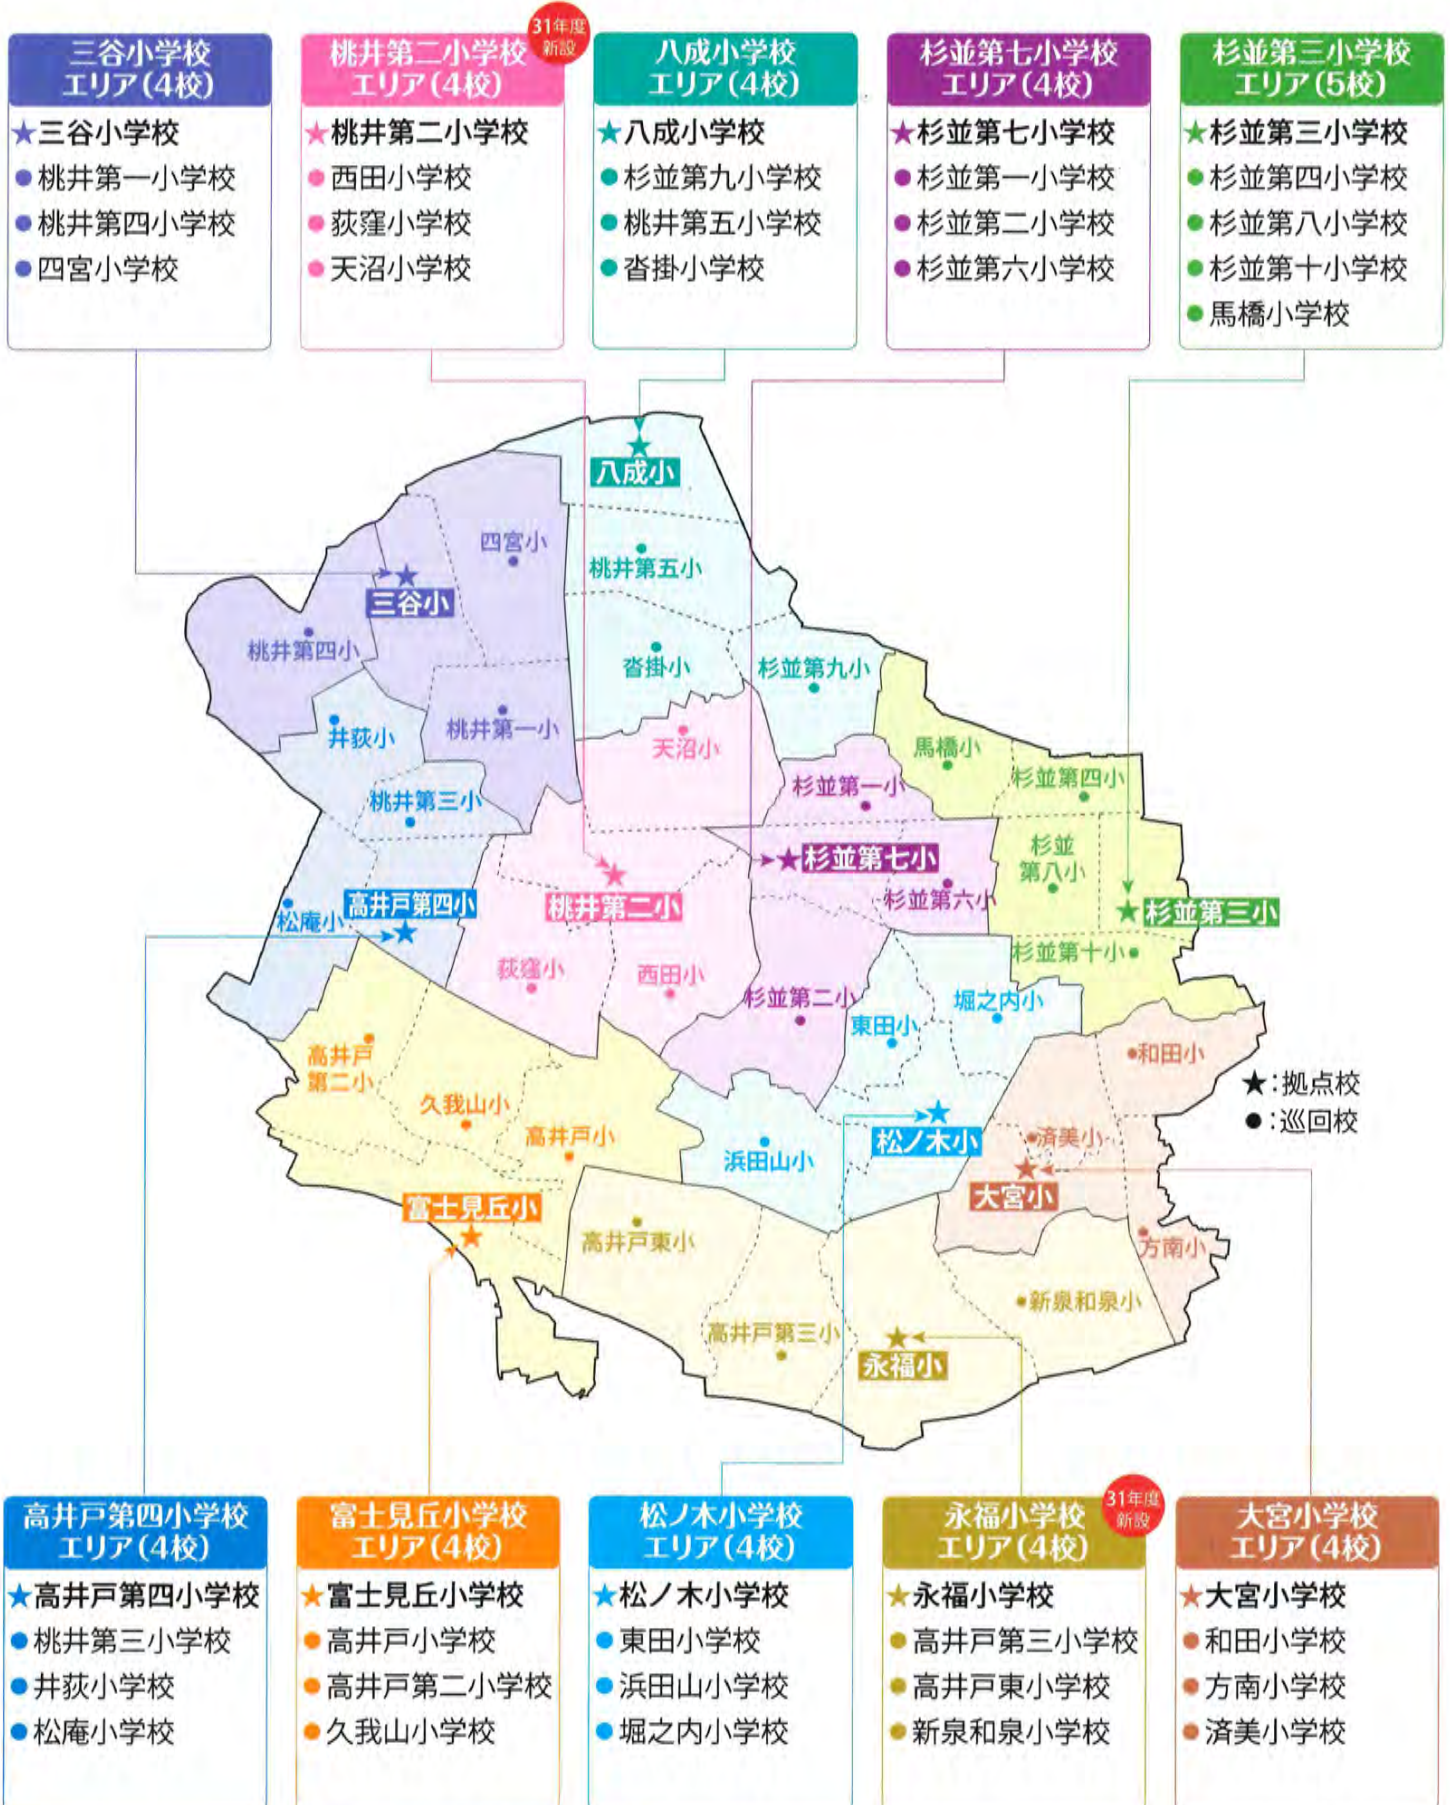 三谷小学校
エリア(4校)
★三谷小学校
●桃井第一小学校
●桃井第四小学校
●四宮小学校
31年度
新設
桃井第二小学校
エリア(4校)
★桃井第二小学校
●西田小学校
●荻窪小学校
●天沼小学校
八成小学校
エリア(4校)
★八成小学校
●杉並第九小学校
●桃井第五小学校
●沓掛小学校
杉並第七小学校
エリア(4校)
★杉並第七小学校
●杉並第一小学校
●杉並第二小学校
●杉並第六小学校
杉並第三小学校
エリア(5校)
★杉並第三小学校
●杉並第四小学校
●杉並第八小学校
●杉並第十小学校
●馬橋小学校
八成小
四宮小
桃井第五小
三谷小
桃井第四小
沓掛小
杉並第九小
井荻小
桃井第一小
天沼小
馬橋小
杉並第四小
桃井第三小
杉並第一小
杉並第七小
杉並
第八小
松庵小
高井戸第四小
桃井第二小
杉並第六小
杉並第三小
杉並第十小
荻窪小
西田小
杉並第二小
東田小
堀之内小
高井戸
第二小
久我山小
高井戸小
和田小
★:拠点校
●:巡回校
浜田山小
松ノ木小
済美小
大宮小
富士見丘小
高井戸東小
方南小
新泉和泉小
高井戸第三小
永福小
高井戸第四小学校
エリア(4校)
★高井戸第四小学校
●桃井第三小学校
●井荻小学校
●松庵小学校
富士見丘小学校
エリア(4校)
★富士見丘小学校
●高井戸小学校
●高井戸第二小学校
●久我山小学校
松ノ木小学校
エリア(4校)
★松ノ木小学校
●東田小学校
●浜田山小学校
●堀之内小学校
31年度
新設
永福小学校
エリア(4校)
★永福小学校
●高井戸第三小学校
●高井戸東小学校
●新泉和泉小学校
大宮小学校
エリア(4校)
★大宮小学校
●和田小学校
●方南小学校
●済美小学校